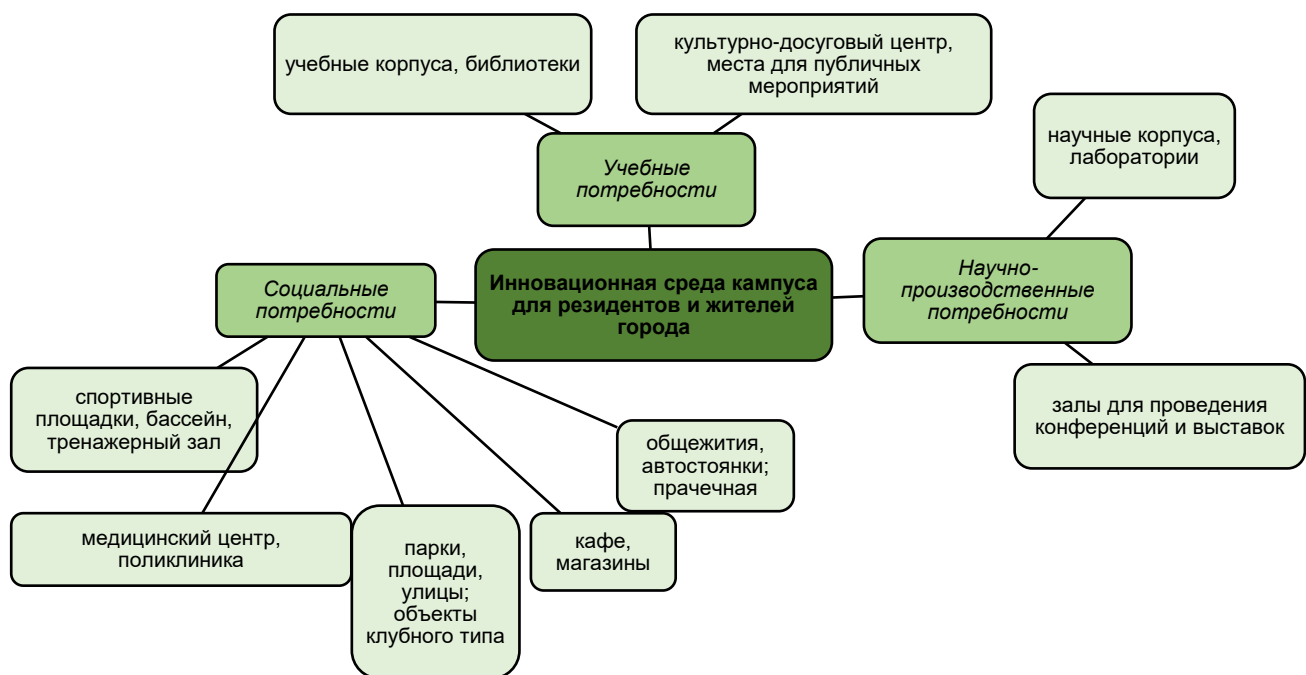 учебные корпуса, библиотеки
культурно-досуговый центр,
места для публичных
мероприятий
научные корпуса,
лаборатории
Учебные
потребности
Инновационная среда кампуса
для резидентов и жителей
города
Социальные
потребности
Научно-
производственные
потребности
спортивные
площадки, бассейн,
тренажерный зал
залы для проведения
конференций и выставок
общежития,
автостоянки;
прачечная
медицинский центр,
поликлиника
парки,
площади,
улицы;
объекты
клубного типа
кафе,
магазины